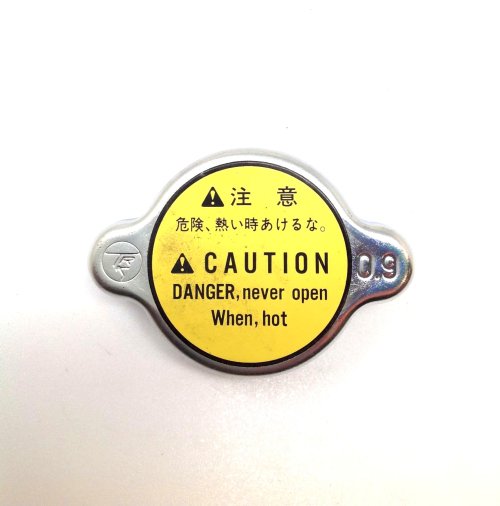 ⚠注 意
危険、熱い時あけるな。
⚠CAUTION
DANGER, never open
When, hot
0.9